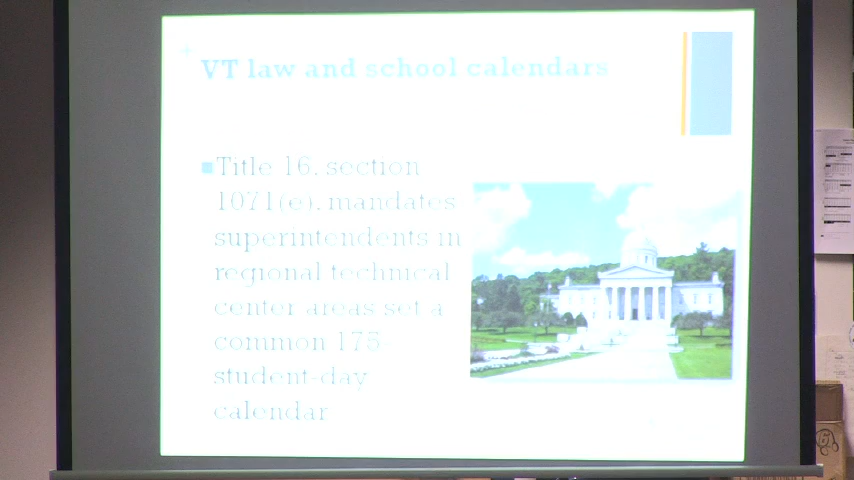 VT law and school calendars
Title 16, section
1071(e), mandates
superintendents in
regional technical
center areas set a
common 175-
student-day
calendar